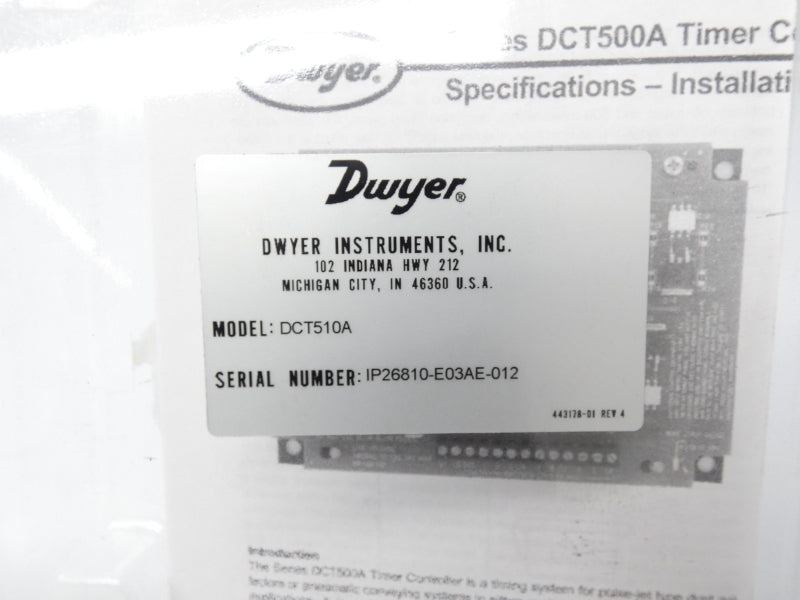 es DCT500A Timer Co
Dwyer.
Specifications – Installati
Dwyer®
DWYER INSTRUMENTS, INC.
102 INDIANA HWY 212
MICHIGAN CITY, IN 46360 U.S.A.
MODEL: DCT510A
SERIAL NUMBER: IP26810-E03AE-012
443178-01 REV 4
Introduction
The Series DCT500A Timer Controller is a timing system for pulse-jet type dust